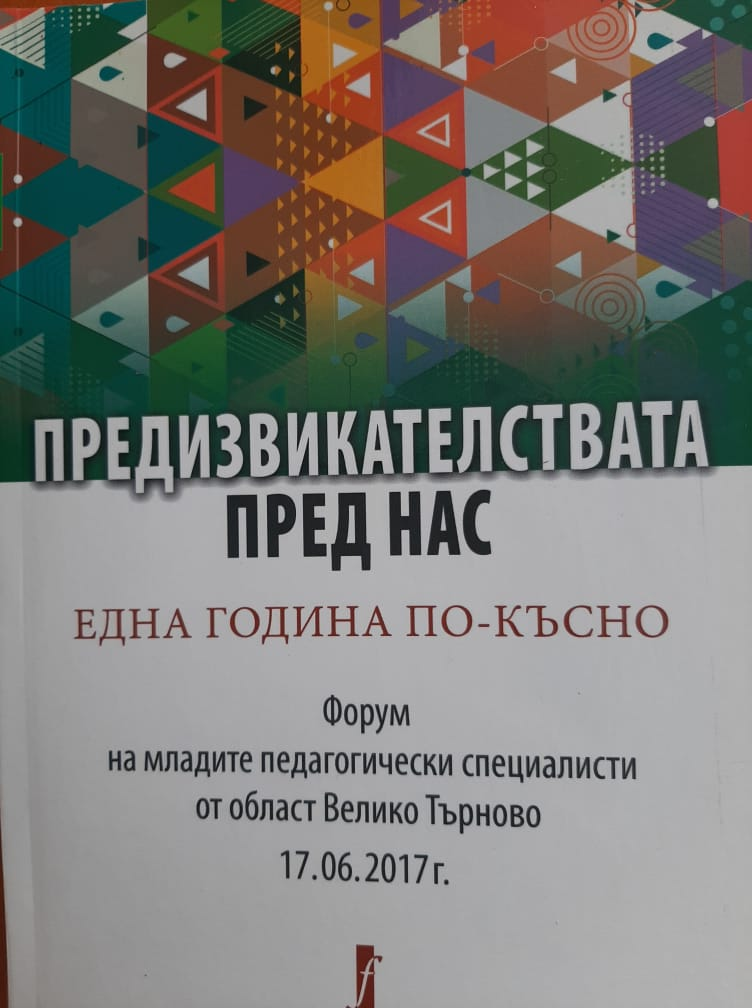 ПРЕДИЗВИКАТЕЛСТВАТА
ПРЕД НАС
ЕДНА ГОДИНА ПО-КЪСНО
Форум
на младите педагогически специалисти
от област Велико Търново
17.06.2017 г.
f